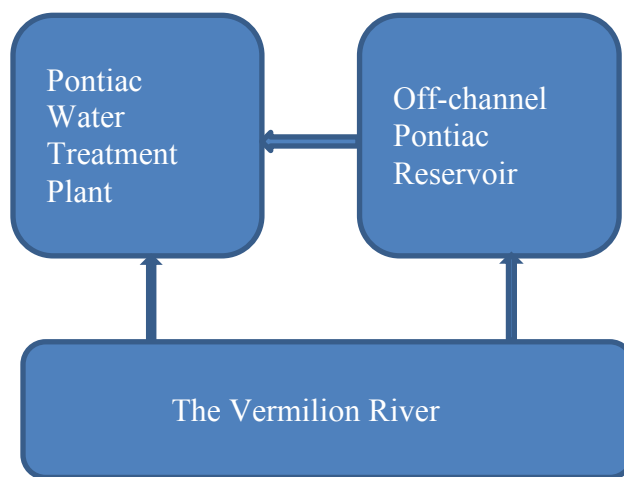 Pontiac
Water
Treatment
Plant
Off-channel
Pontiac
Reservoir
The Vermilion River